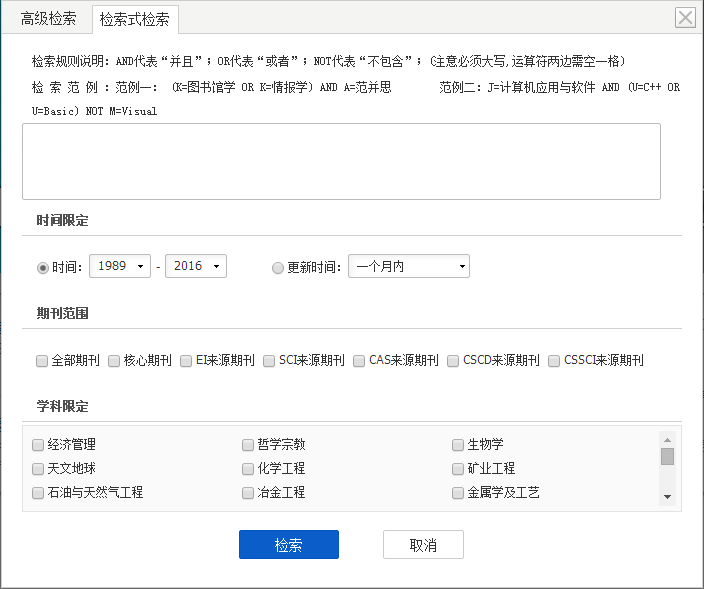 高级检索 检索式检索
检索规则说明：AND代表“并且”；OR代表“或者”；NOT代表“不包含”；(注意必须大写,运算符两边需空一格)
检 索 范 例 ：范例一： (K=图书馆学 OR K=情报学) AND A=范并思 范例二：J=计算机应用与软件 AND (U=C++ OR
U=Basic) NOT M=Visual
时间限定
时间： 1989 - 2016 更新时间： 一个月内
期刊范围
全部期刊 核心期刊 EI来源期刊 SCI来源期刊 CAS来源期刊 CSCD来源期刊 CSSCI来源期刊
学科限定
经济管理 哲学宗教 生物学
天文地球 化学工程 矿业工程
石油与天然气工程 冶金工程 金属学及工艺
检索 取消